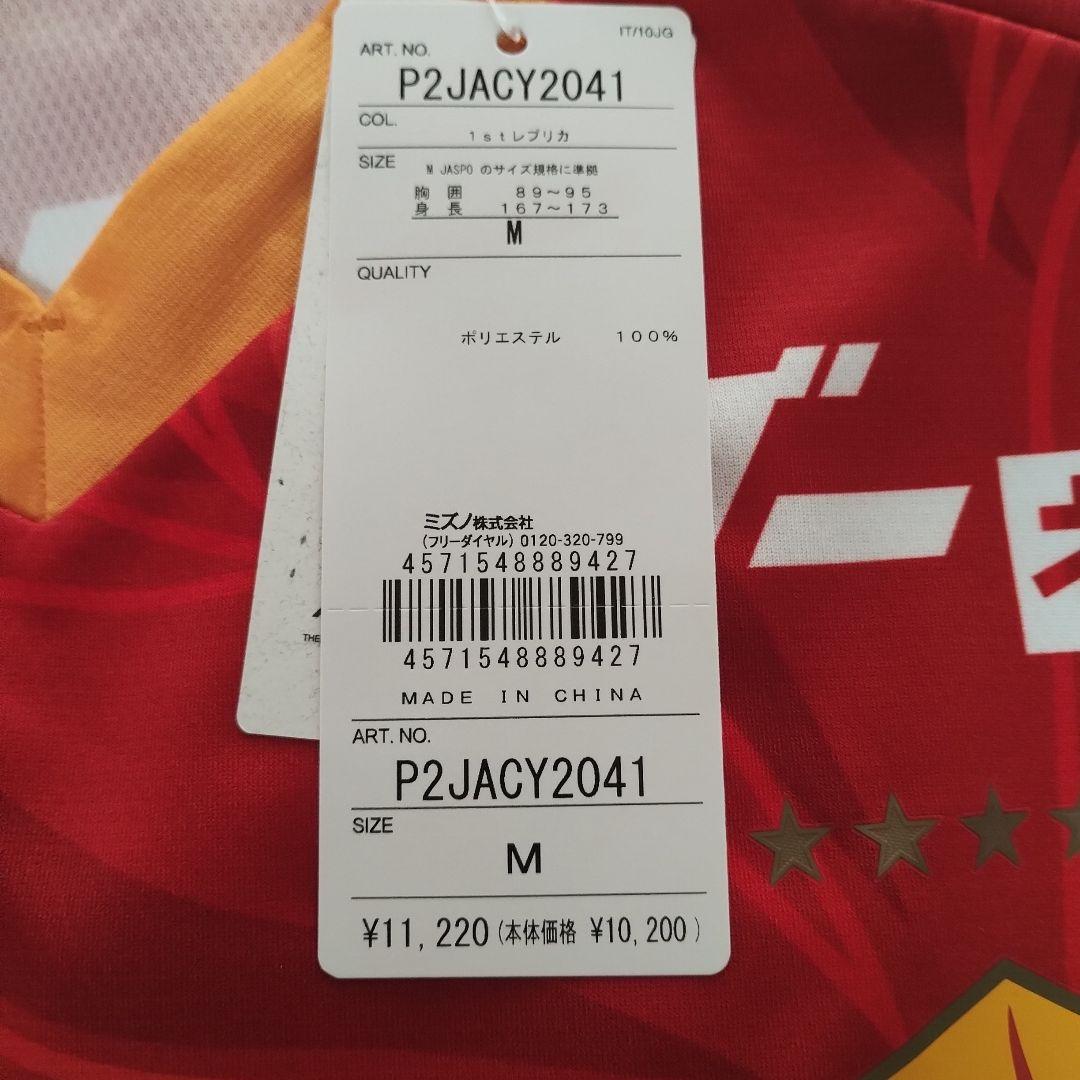 IT/10JG
ART. NO.
P2JACY2041
COL.
1stレプリカ
SIZE
M JASPO のサイズ規格に準拠
胸 囲 89～95
身 長 167～173
M
QUALITY
ポリエステル 100%
ミズノ株式会社
(フリーダイヤル) 0120-320-799
4571548889427
4571548889427
MADE IN CHINA
ART. NO.
P2JACY2041
SIZE
M
¥11,220(本体価格 ¥10,200)
THE